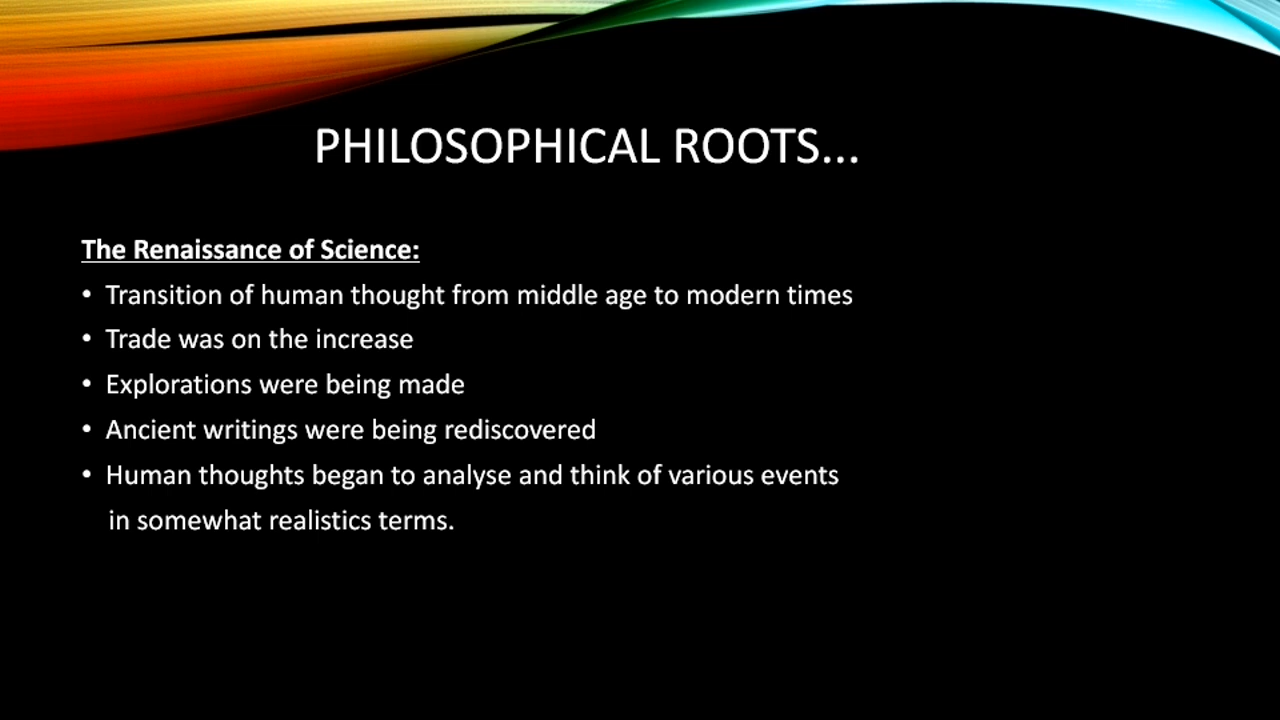 PHILOSOPHICAL ROOTS...
The Renaissance of Science:
• Transition of human thought from middle age to modern times
• Trade was on the increase
• Explorations were being made
• Ancient writings were being rediscovered
• Human thoughts began to analyse and think of various events
in somewhat realistics terms.